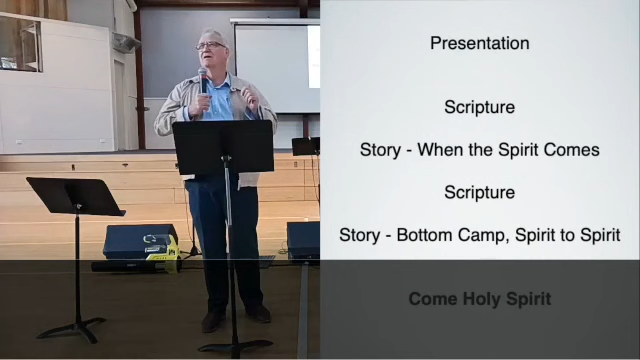 Presentation
Scripture
Story - When the Spirit Comes
Scripture
Story - Bottom Camp, Spirit to Spirit
Come Holy Spirit